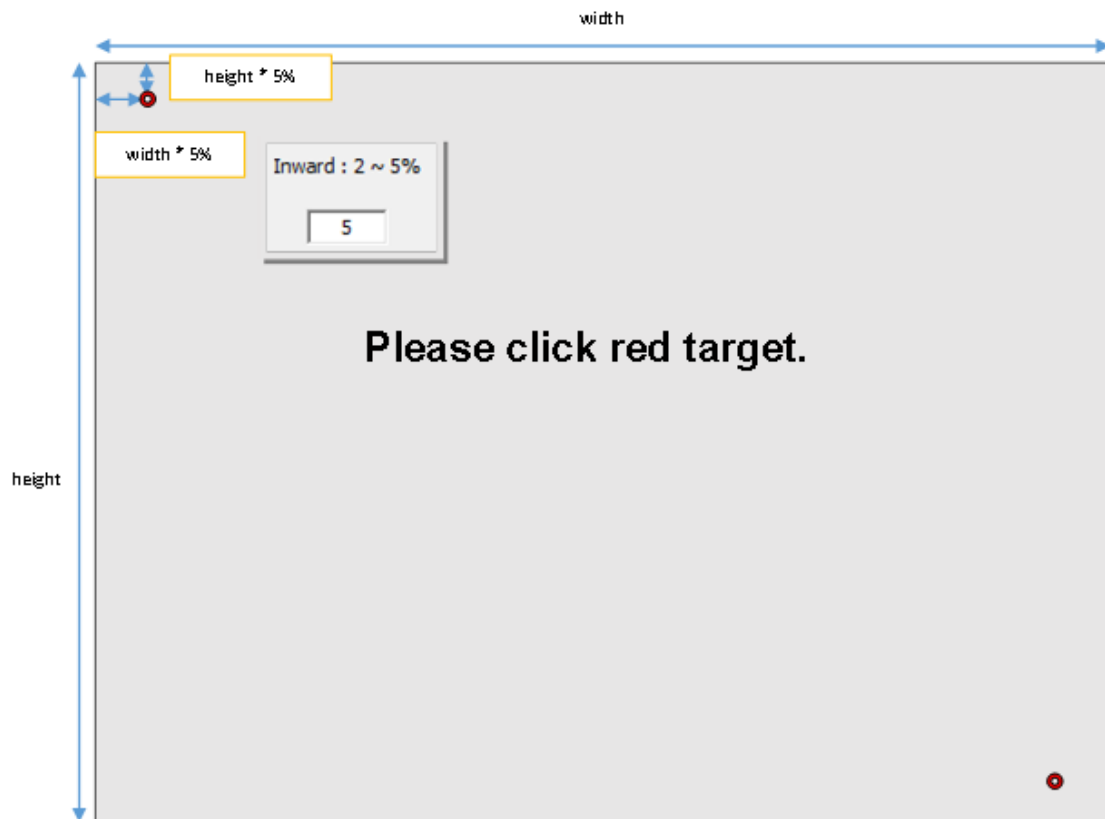 width
height * 5%
width * 5%
Inward : 2 ~ 5%
5
Please click red target.
height